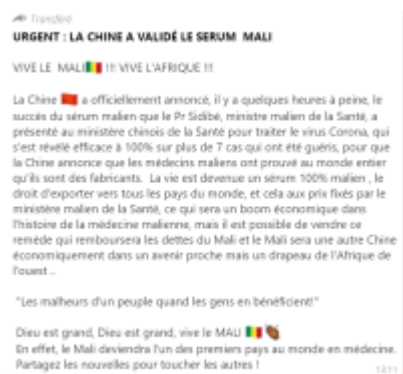 Transféré
URGENT : LA CHINE A VALIDÉ LE SERUM MALI
VIVE LE MALI🇲🇱 !!! VIVE L'AFRIQUE !!!
La Chine 🇨🇳 a officiellement annoncé, il y a quelques heures à peine, le
succès du sérum malien que le Pr Sidibé, ministre malien de la Santé, a
présenté au ministère chinois de la Santé pour traiter le virus Corona, qui
s'est révélé efficace à 100% sur plus de 7 cas qui ont été guéris, pour que
la Chine annonce que les médecins maliens ont prouvé au monde entier
qu'ils sont des fabricants. La vie est devenue un sérum 100% malien , le
droit d'exporter vers tous les pays du monde, et cela aux prix fixés par le
ministère malien de la Santé, ce qui sera un boom économique dans
l'histoire de la médecine malienne, mais il est possible de vendre ce
remède qui remboursera les dettes du Mali et le Mali sera une autre Chine
économiquement dans un avenir proche mais un drapeau de l'Afrique de
l'ouest ..
"Les malheurs d'un peuple quand les gens en bénéficient!"
Dieu est grand, Dieu est grand, vive le MALI 🇲🇱
En effet, le Mali deviendra l'un des premiers pays au monde en médecine.
Partagez les nouvelles pour toucher les autres !
13:11